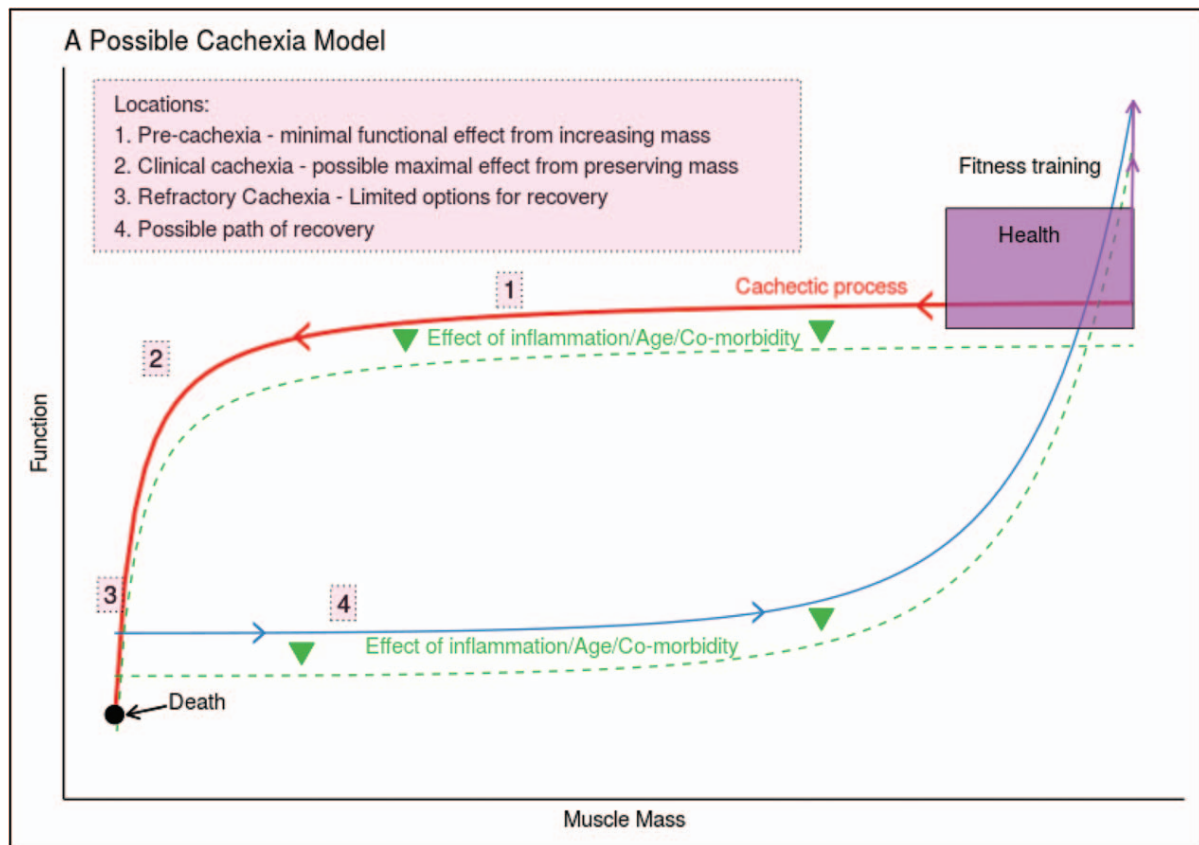 A Possible Cachexia Model
Locations:
1. Pre-cachexia - minimal functional effect from increasing mass
2. Clinical cachexia - possible maximal effect from preserving mass
3. Refractory Cachexia - Limited options for recovery
4. Possible path of recovery
Fitness training
Health
1
Cachectic process
Effect of inflammation/Age/Co-morbidity
2
Function
3
4
Effect of inflammation/Age/Co-morbidity
Death
Muscle Mass